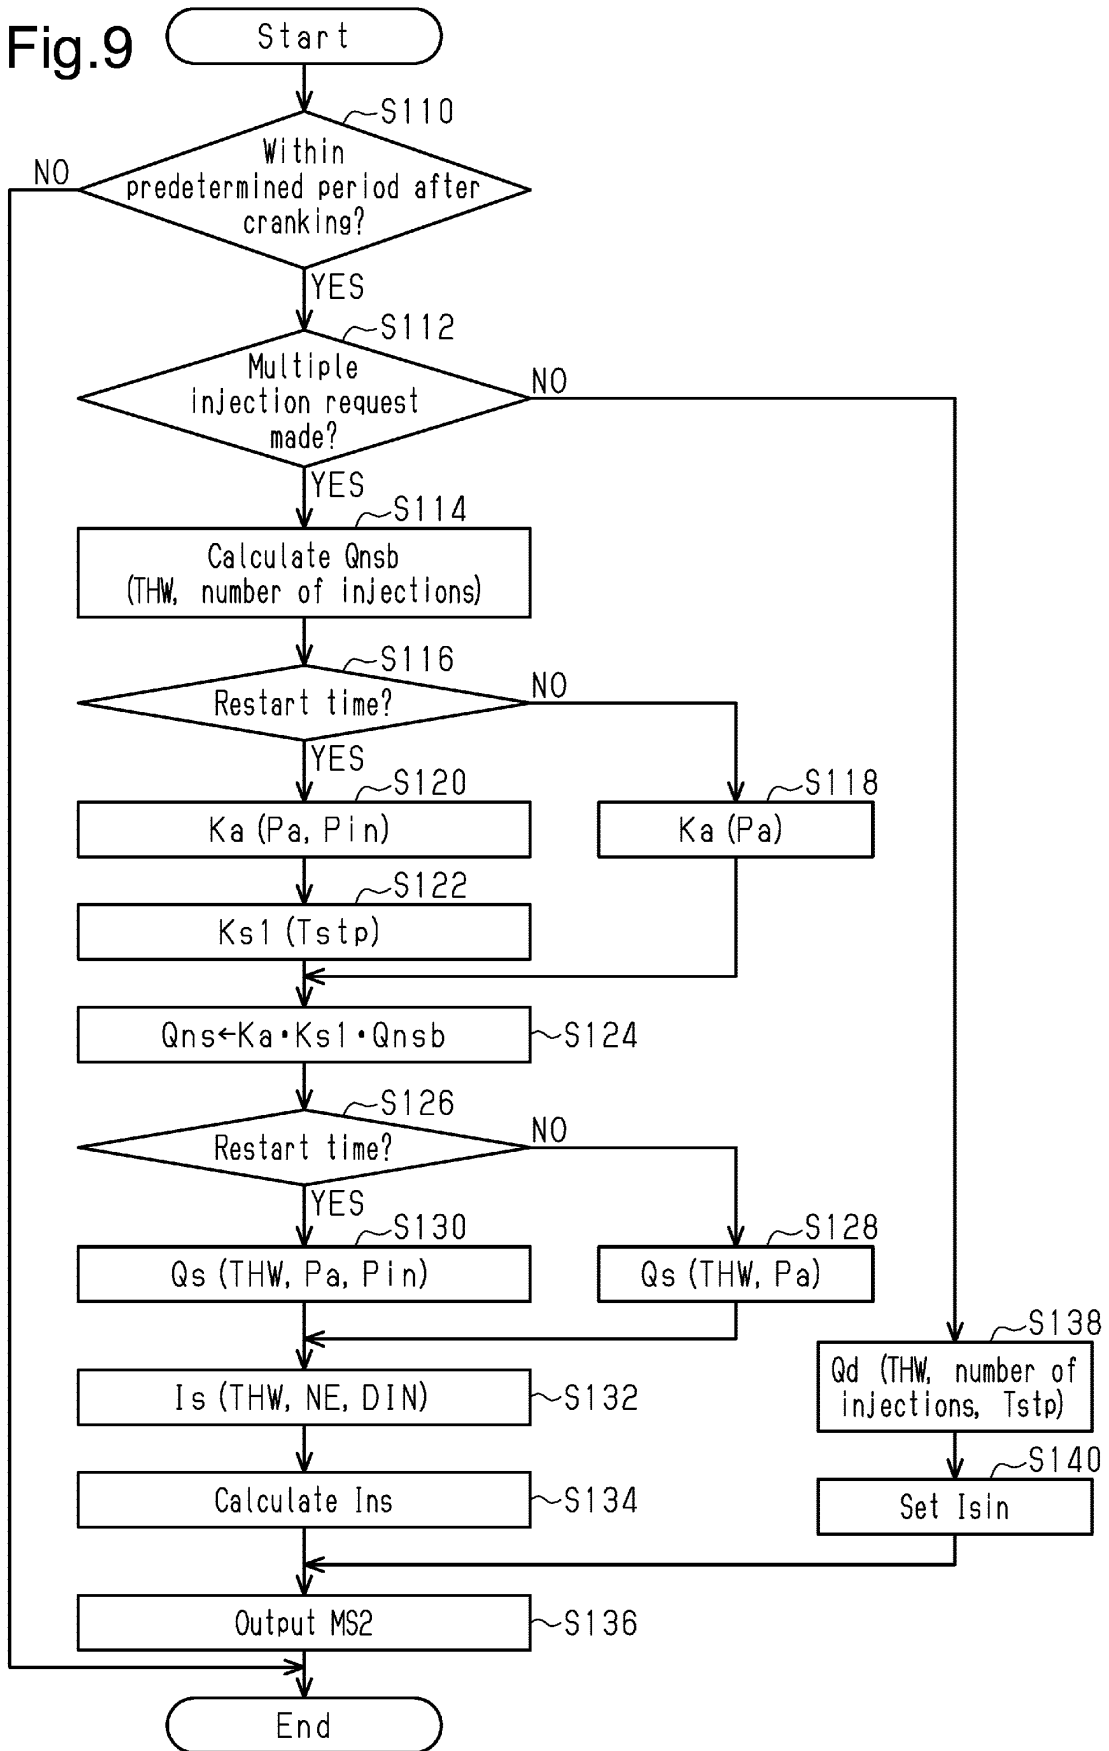 Fig.9
Start
S110
Within
predetermined period after
cranking?
NO
YES
S112
Multiple
injection request
made?
NO
YES
S114
Calculate Qnsb
(THW, number of injections)
S116
Restart time?
NO
YES
S120
Ka (Pa, Pin)
S118
Ka (Pa)
S122
Ks1 (Tstp)
Qns←Ka・Ks1・Qnsb
S124
S126
Restart time?
NO
YES
S130
Qs (THW, Pa, Pin)
S128
Qs (THW, Pa)
S138
Qd (THW, number of
injections, Tstp)
Is (THW, NE, DIN)
S132
S140
Set Isin
Calculate Ins
S134
Output MS2
S136
End